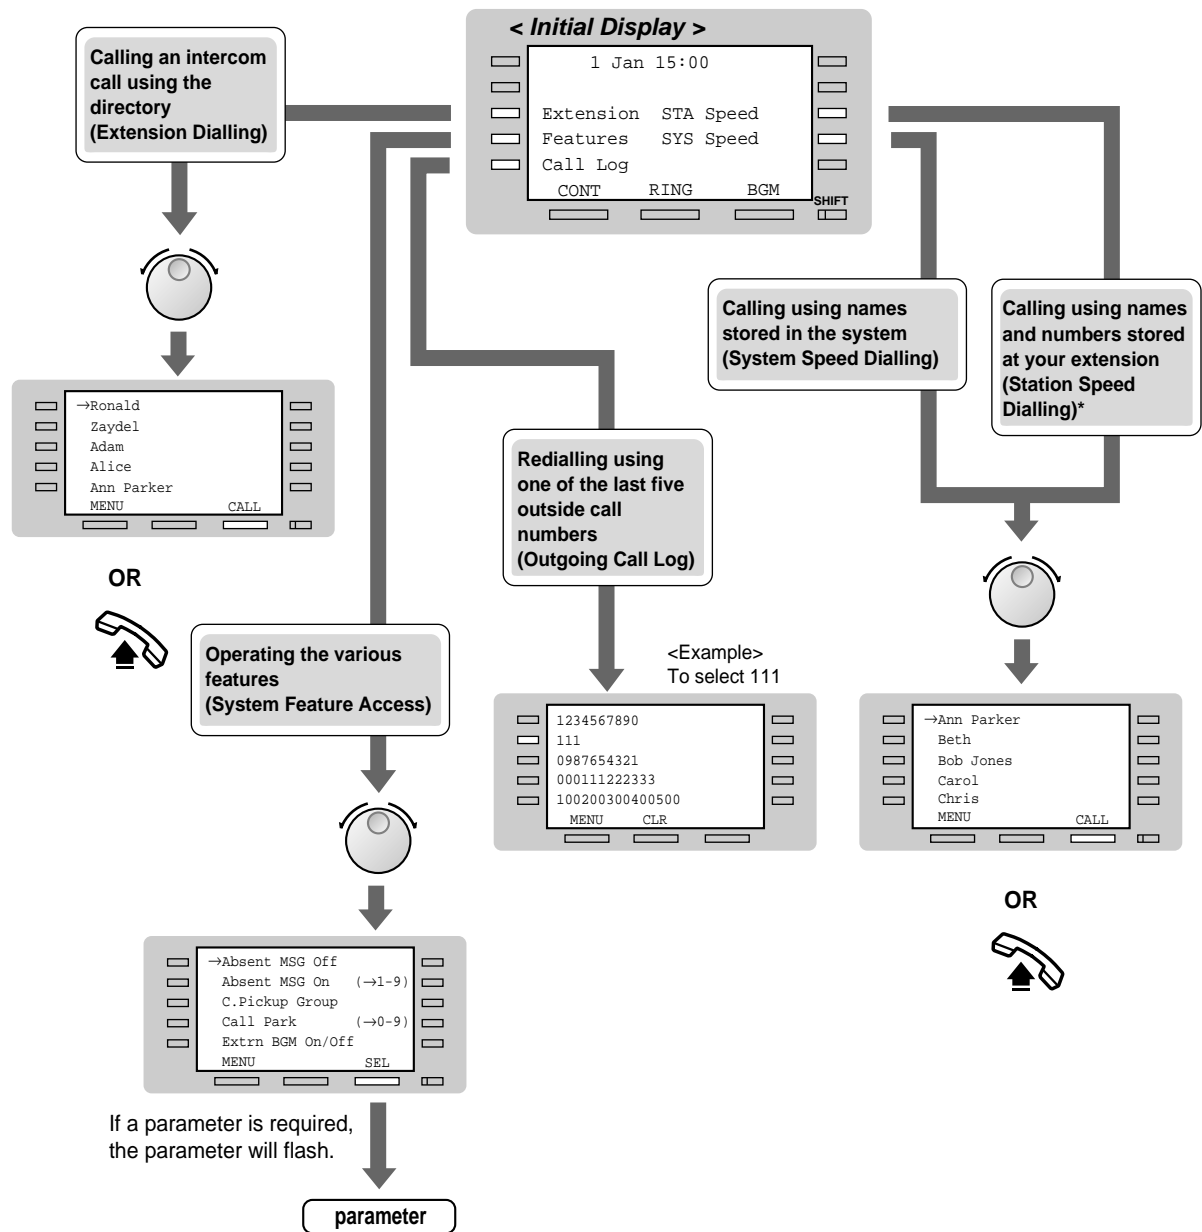 < Initial Display >
1 Jan 15:00
Extension STA Speed
Features SYS Speed
Call Log
CONT RING BGM
SHIFT
Calling an intercom
call using the
directory
(Extension Dialling)
→Ronald
Zaydel
Adam
Alice
Ann Parker
MENU CALL
OR
Operating the various
features
(System Feature Access)
→Absent MSG Off
Absent MSG On (→1-9)
C.Pickup Group
Call Park (→0-9)
Extrn BGM On/Off
MENU SEL
If a parameter is required,
the parameter will flash.
parameter
Redialling using
one of the last five
outside call
numbers
(Outgoing Call Log)
<Example>
To select 111
1234567890
111
0987654321
000111222333
100200300400500
MENU CLR
Calling using names
stored in the system
(System Speed Dialling)
Calling using names
and numbers stored
at your extension
(Station Speed
Dialling)*
→Ann Parker
Beth
Bob Jones
Carol
Chris
MENU CALL
OR